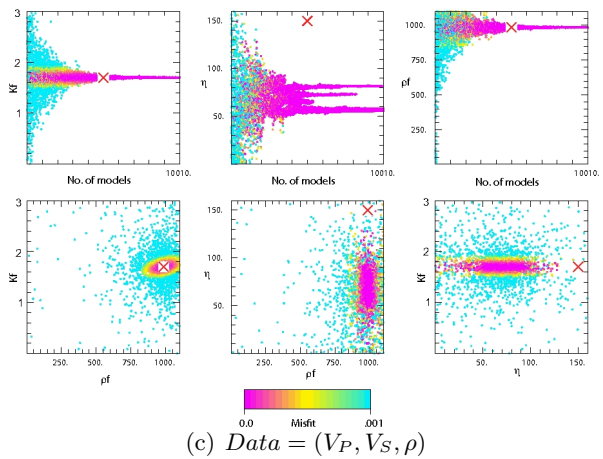 3
2
1
Kf
No. of models
10010.
150.
100.
50.
η
No. of models
10010.
1000.
750.
500.
250.
ρf
No. of models
10010.
3
2
1
Kf
250.
500.
750.
1000.
ρf
150.
100.
50.
η
250.
500.
750.
1000.
ρf
3
2
1
Kf
50.
100.
150.
η
0.0 Misfit .001
(c) Data = (V_P, V_S, ρ)